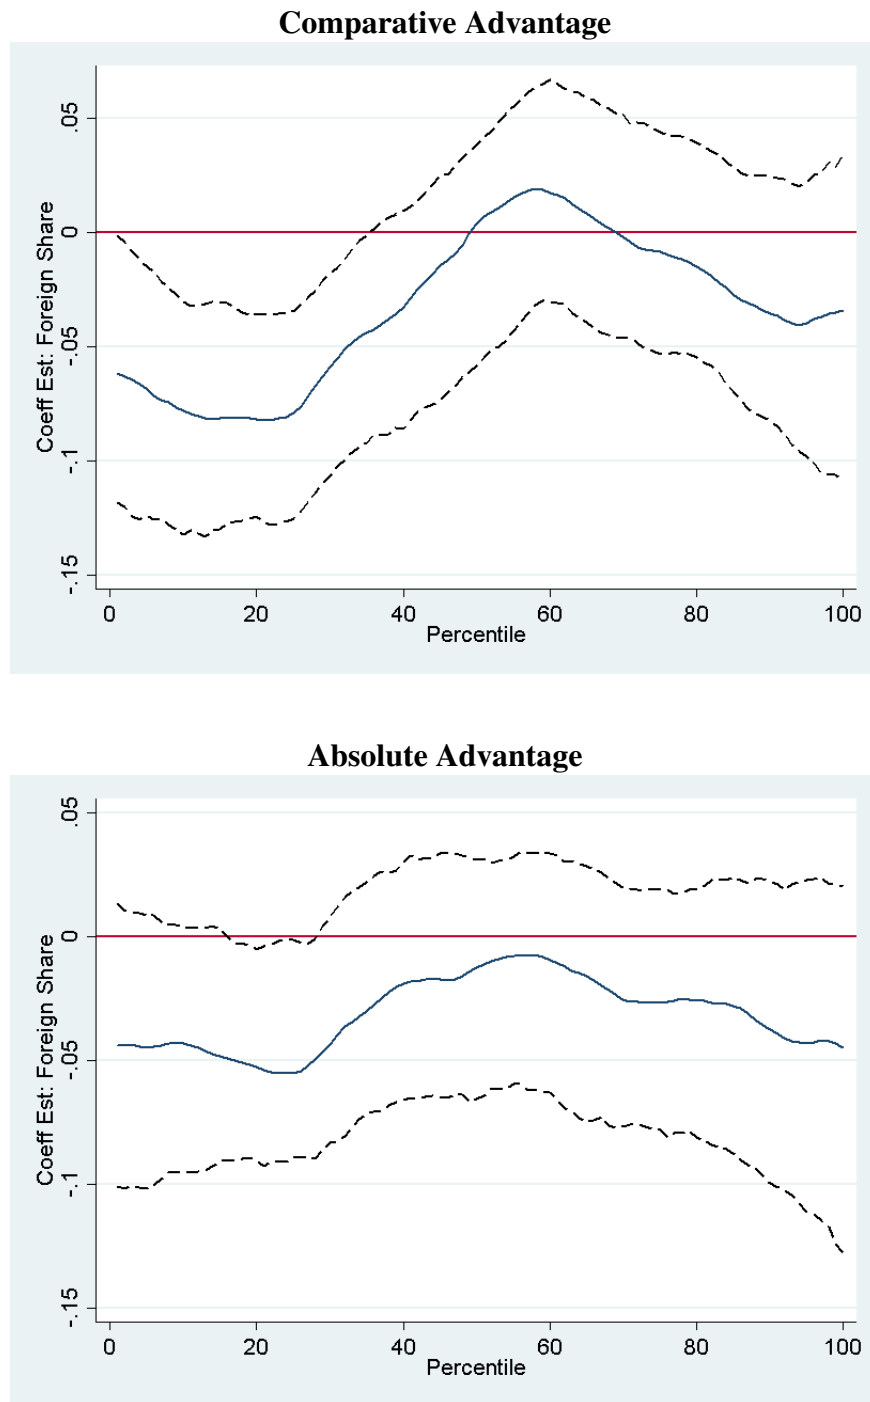 Comparative Advantage
.05
0
-.05
-.1
-.15
Coeff Est: Foreign Share
0 20 40 60 80 100
Percentile
Absolute Advantage
.05
0
-.05
-.1
-.15
Coeff Est: Foreign Share
0 20 40 60 80 100
Percentile